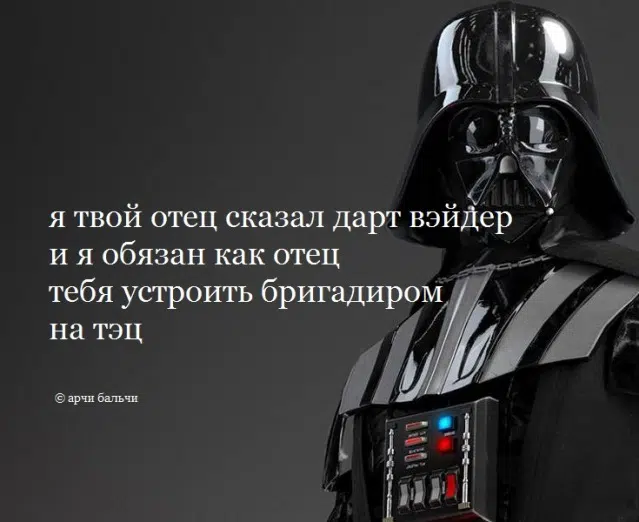 я твой отец сказал дарт вэйдер
и я обязан как отец
тебя устроить бригадиром
на тэц
© арчи бальчи